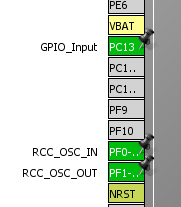 PE6
VBAT
GPIO_Input PC13
PC1..
PC1..
PF9
PF10
RCC_OSC_IN PF0-..
RCC_OSC_OUT PF1-..
NRST